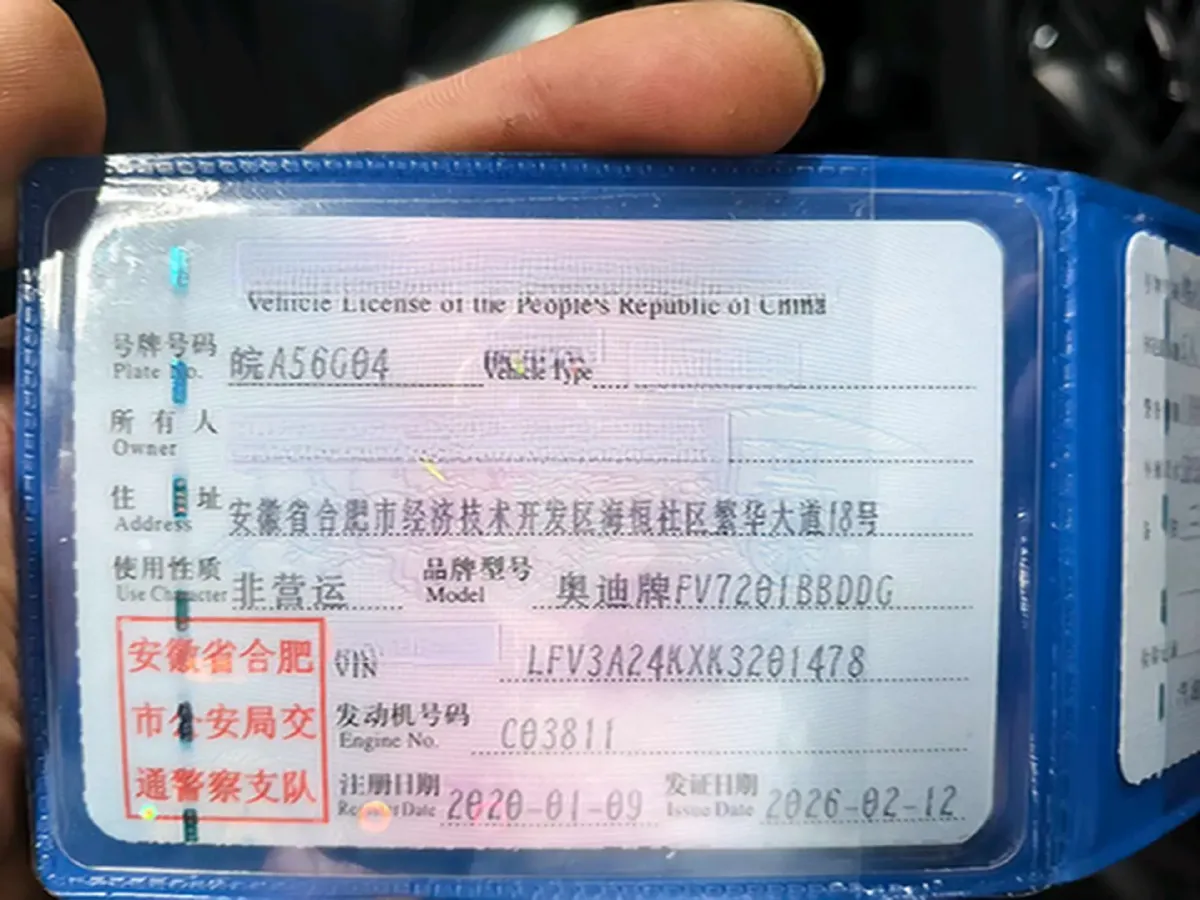 Vehicle License of the People's Republic of China
号牌号码 皖A56G04 Vehicle Type
Plate No.
所有人
Owner
住址 安徽省合肥市经济技术开发区海恒社区繁华大道18号
Address
使用性质 非营运 品牌型号 奥迪牌FV7201BBDDG
Use Character Model
安徽省合肥
市公安局交
通警察支队
VIN LFV3A24KXK3201478
发动机号码 C03811
Engine No.
注册日期 2020-01-09 发证日期 2026-02-12
Register Date Issue Date